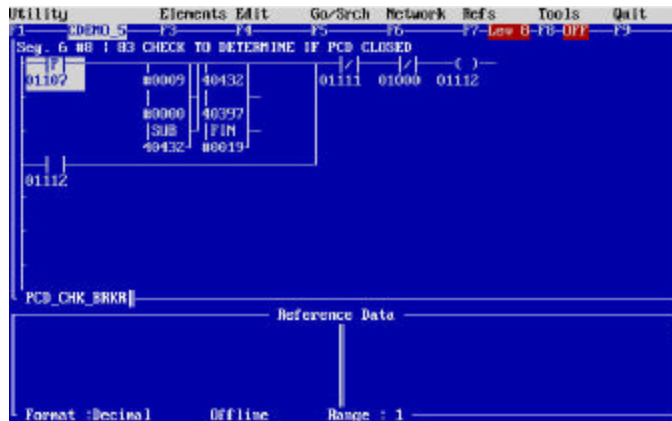 Utility Elements Edit Go/Srch Network Refs Tools Quit
F1 CDEMO_5 F3 F4 F5 F6 F7-Lev 8-F8-OFF F9
Seg. 6 #8 | 83 CHECK TO DETERMINE IF PCD CLOSED
01107 #0009 40432 01111 01000 01112
#0000 40397
SUB FIN
40432 #0019
01112
PCD_CHK_BRKR
Reference Data
Format :Decimal Offline Range : 1